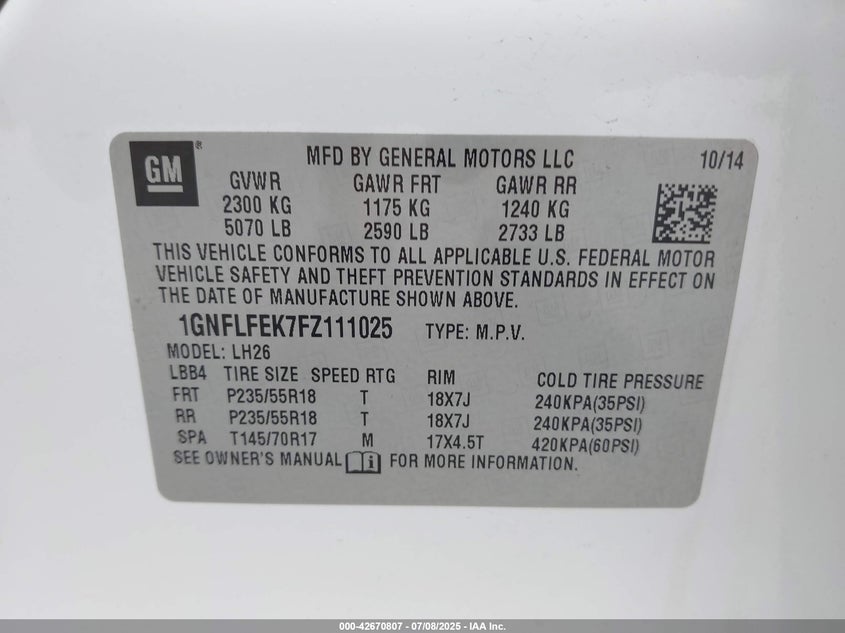 GM ® MFD BY GENERAL MOTORS LLC 10/14
GVWR GAWR FRT GAWR RR
2300 KG 1175 KG 1240 KG
5070 LB 2590 LB 2733 LB
THIS VEHICLE CONFORMS TO ALL APPLICABLE U.S. FEDERAL MOTOR
VEHICLE SAFETY AND THEFT PREVENTION STANDARDS IN EFFECT ON
THE DATE OF MANUFACTURE SHOWN ABOVE.
1GNFLFEK7FZ111025 TYPE: M.P.V.
MODEL: LH26
LBB4 TIRE SIZE SPEED RTG RIM COLD TIRE PRESSURE
FRT P235/55R18 T 18X7J 240KPA(35PSI)
RR P235/55R18 T 18X7J 240KPA(35PSI)
SPA T145/70R17 M 17X4.5T 420KPA(60PSI)
SEE OWNER'S MANUAL i FOR MORE INFORMATION.
000-42670807 - 07/08/2025 - IAA Inc.